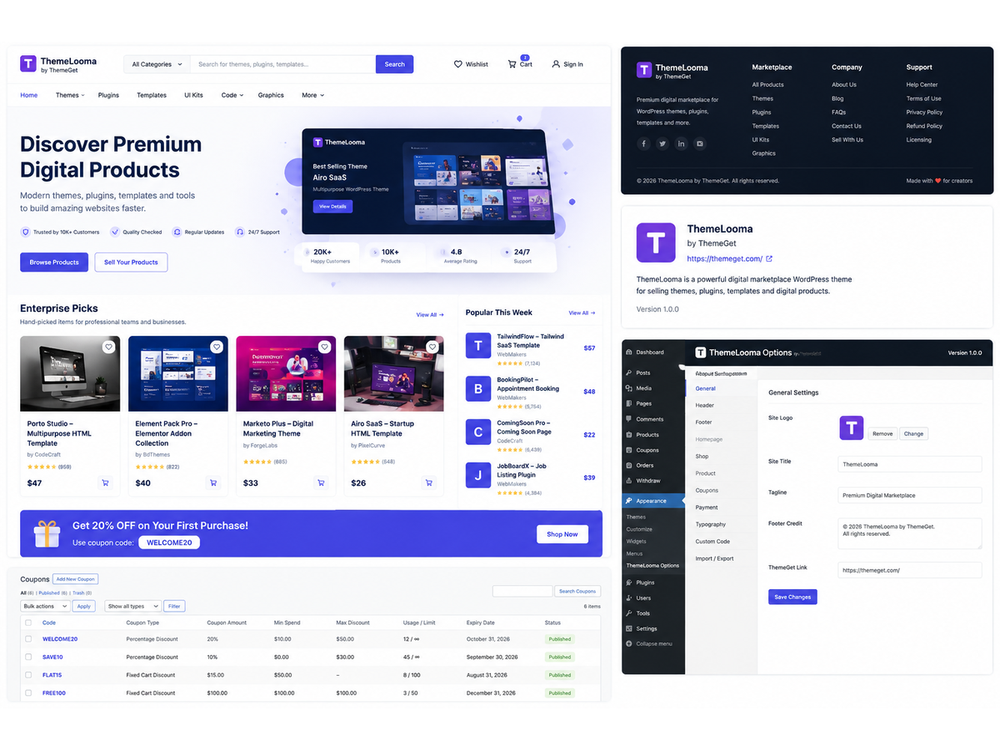 ThemeLooma
by ThemeGet
All Categories
Search for themes, plugins, templates...
Search
Wishlist
2
Cart
Sign In
Home
Themes
Plugins
Templates
UI Kits
Code
Graphics
More
Discover Premium
Digital Products
Modern themes, plugins, templates and tools
to build amazing websites faster.
Trusted by 10K+ Customers
Quality Checked
Regular Updates
24/7 Support
Browse Products
Sell Your Products
ThemeLooma
Best Selling Theme
Airo SaaS
Multipurpose WordPress Theme
View Details
20K+
Happy Customers
10K+
Products
4.8
Average Rating
24/7
Support
Enterprise Picks
Hand-picked items for professional teams and businesses.
View All →
Porto Studio –
Multipurpose HTML
Template
by CodeCraft
★★★★★ (959)
$47
Element Pack Pro –
Elementor Addon
Collection
by BdThemes
★★★★★ (822)
$40
Marketo Plus – Digital
Marketing Theme
by ForgeLabs
★★★★★ (685)
$33
Airo SaaS – Startup
HTML Template
by PixelCurve
★★★★★ (548)
$26
Popular This Week
View All →
T
TailwindFlow – Tailwind
SaaS Template
WebMakers
★★★★★ (7,124)
$57
B
BookingPilot –
Appointment Booking
WebMakers
★★★★★ (5,754)
$48
C
ComingSoon Pro –
Coming Soon Page
CodeCraft
★★★★★ (6,439)
$22
J
JobBoardX – Job
Listing Plugin
WebMakers
★★★★★ (4,384)
$39
Get 20% OFF on Your First Purchase!
Use coupon code: WELCOME20
Shop Now
Coupons
Add New Coupon
All (6) | Published (6) | Trash (0)
Search Coupons
Bulk actions
Apply
Show all types
Filter
6 items
Code Coupon Type Coupon Amount Min Spend Max Discount Usage / Limit Expiry Date Status
WELCOME20 Percentage Discount 20% $10.00 $50.00 12 / ∞ October 31, 2026 Published
SAVE10 Percentage Discount 10% $0.00 $30.00 45 / ∞ September 30, 2026 Published
FLAT15 Fixed Cart Discount $15.00 $50.00 – 8 / 100 August 31, 2026 Published
FREE100 Fixed Cart Discount $100.00 $100.00 $100.00 3 / 50 December 31, 2026 Published
T
ThemeLooma
by ThemeGet
Premium digital marketplace for
WordPress themes, plugins,
templates and more.
Marketplace
All Products
Themes
Plugins
Templates
UI Kits
Graphics
Company
About Us
Blog
FAQs
Contact Us
Sell With Us
Support
Help Center
Terms of Use
Privacy Policy
Refund Policy
Licensing
© 2026 ThemeLooma by ThemeGet. All rights reserved.
Made with ❤ for creators
T
ThemeLooma
by ThemeGet
https://themeget.com/
ThemeLooma is a powerful digital marketplace WordPress theme
for selling themes, plugins, templates and digital products.
Version 1.0.0
Dashboard
Posts
Media
Pages
Comments
Products
Coupons
Orders
Withdraw
Appearance
Themes
Customize
Widgets
Menus
ThemeLooma Options
Plugins
Users
Tools
Settings
Collapse menu
T
ThemeLooma Options
Version 1.0.0
General
Header
Footer
Homepage
Shop
Product
Coupons
Payment
Typography
Custom Code
Import / Export
General Settings
Site Logo
T
Remove
Change
Site Title
ThemeLooma
Tagline
Premium Digital Marketplace
Footer Credit
© 2026 ThemeLooma by ThemeGet.
All rights reserved.
ThemeGet Link
https://themeget.com/
Save Changes